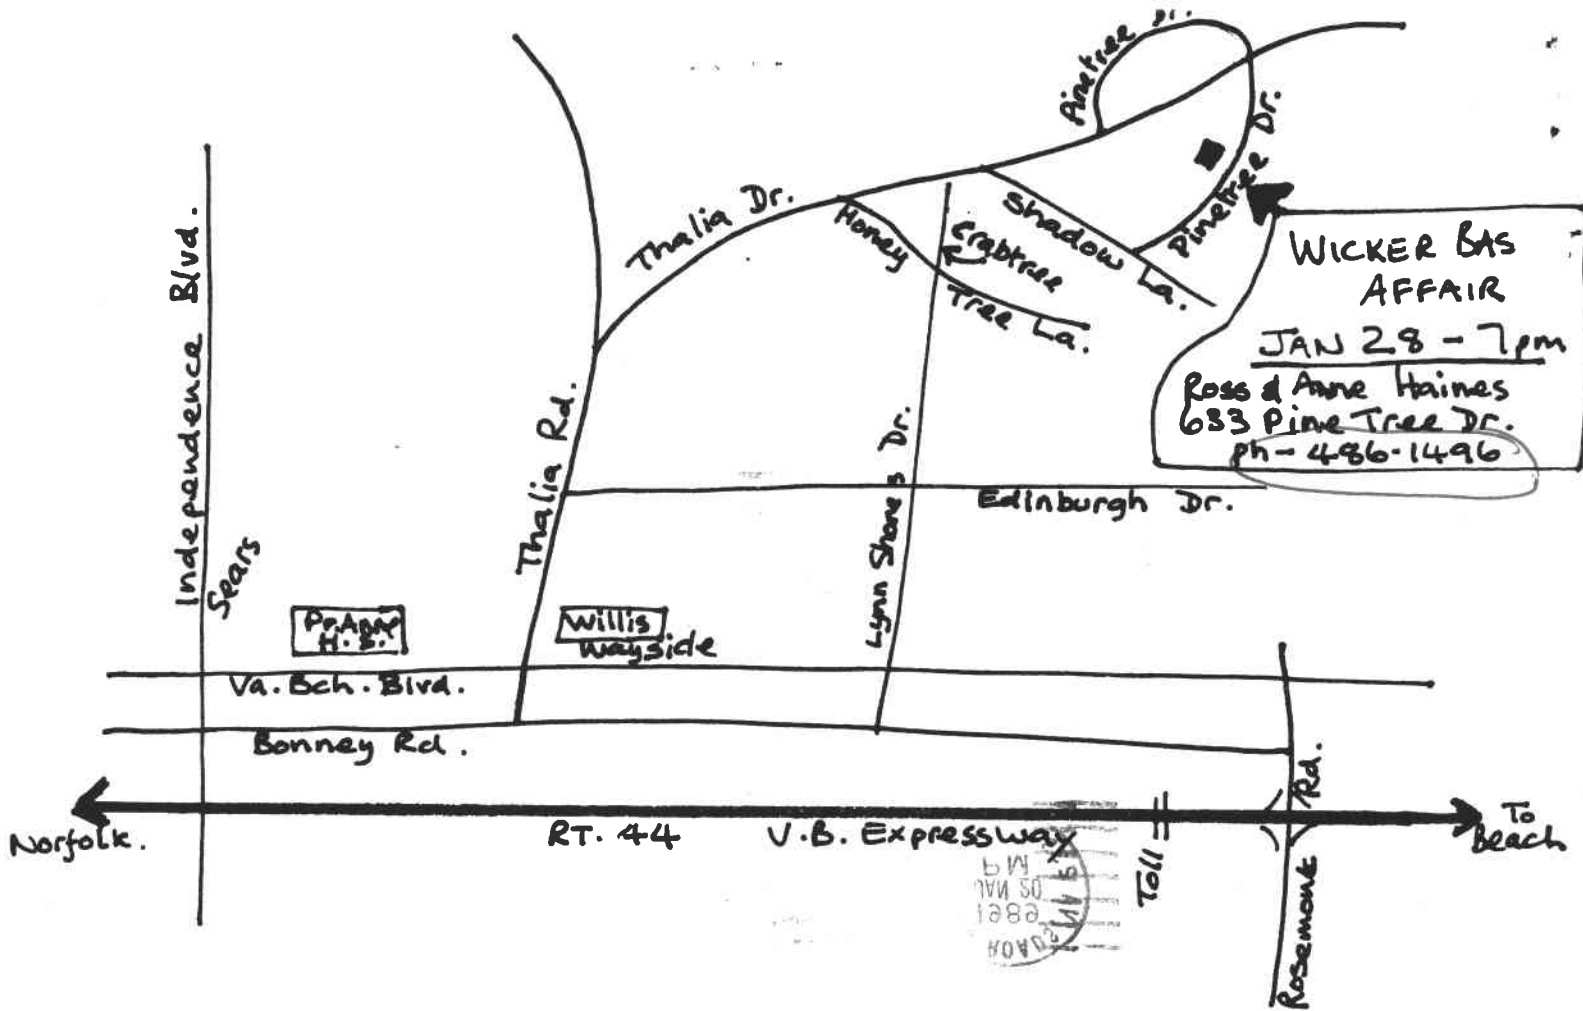 Pinetree Dr.
Independence Blvd.
Sears
Thalia Dr.
Honey
Tree La.
Crabtree
Shadow La.
Pinetree Dr.
WICKER BAS
AFFAIR
JAN 28 - 7pm
Ross & Anne Haines
633 Pine Tree Dr.
ph - 486-1496
Thalia Rd.
Lynn Shores Dr.
Edinburgh Dr.
Pr. Anne
H.S.
Willis
Wayside
Va. Bch. Blvd.
Bonney Rd.
Norfolk.
RT. 44
V.B. Expressway
Toll
Rosemont Rd.
To
Beach
PM
1989